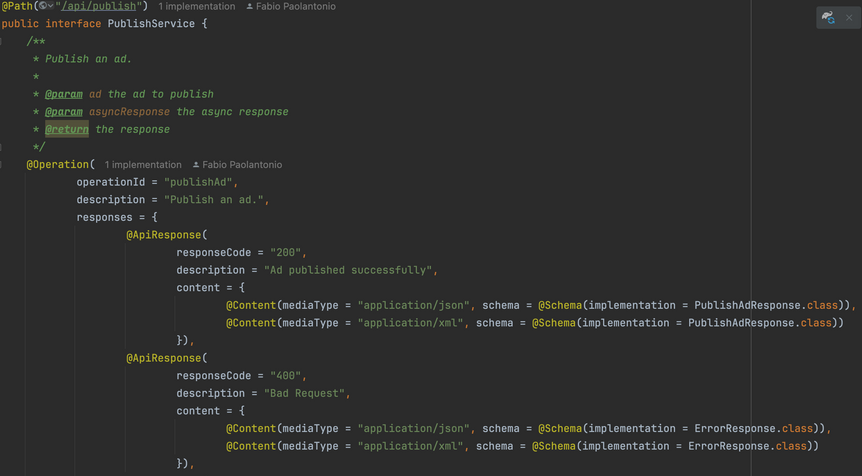 @Path("/api/publish") 1 implementation Fabio Paolantonio
public interface PublishService {
/**
* Publish an ad.
*
* @param ad the ad to publish
* @param asyncResponse the async response
* @return the response
*/
@Operation( 1 implementation Fabio Paolantonio
operationId = "publishAd",
description = "Publish an ad.",
responses = {
@ApiResponse(
responseCode = "200",
description = "Ad published successfully",
content = {
@Content(mediaType = "application/json", schema = @Schema(implementation = PublishAdResponse.class)),
@Content(mediaType = "application/xml", schema = @Schema(implementation = PublishAdResponse.class))
}),
@ApiResponse(
responseCode = "400",
description = "Bad Request",
content = {
@Content(mediaType = "application/json", schema = @Schema(implementation = ErrorResponse.class)),
@Content(mediaType = "application/xml", schema = @Schema(implementation = ErrorResponse.class))
}),